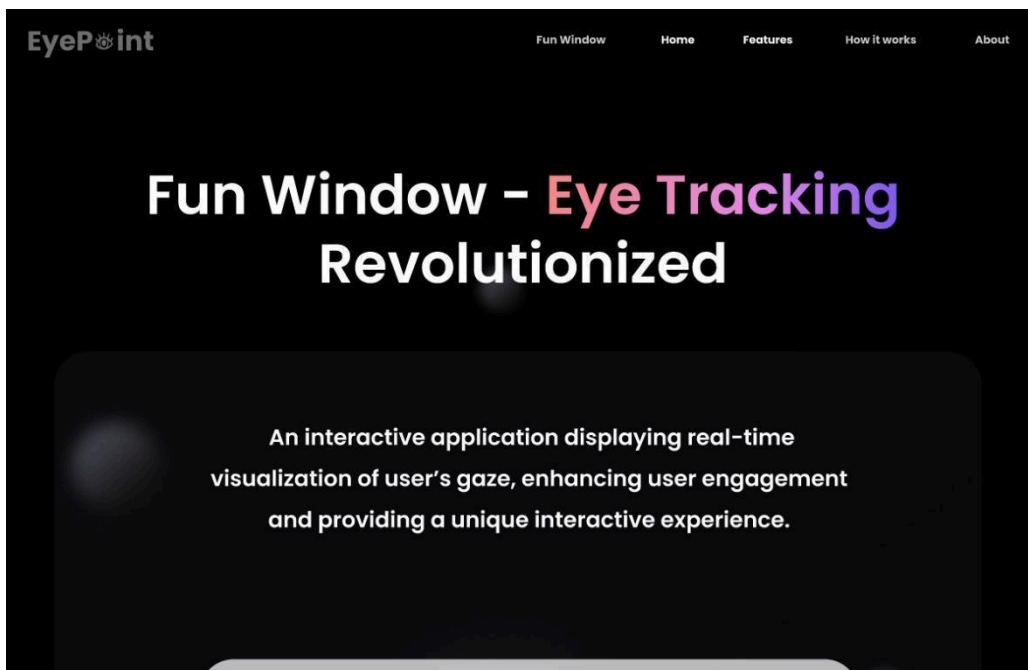 EyePoint
Fun Window Home Features How it works About
Fun Window - Eye Tracking
Revolutionized
An interactive application displaying real-time
visualization of user’s gaze, enhancing user engagement
and providing a unique interactive experience.